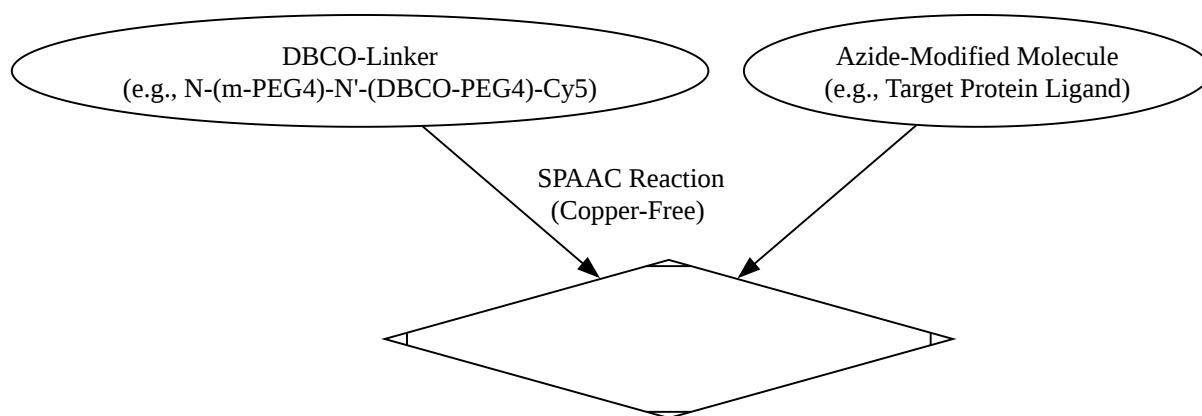 DBCO-Linker
(e.g., N-(m-PEG4)-N'-(DBCO-PEG4)-Cy5)
Azide-Modified Molecule
(e.g., Target Protein Ligand)
SPAAC Reaction
(Copper-Free)